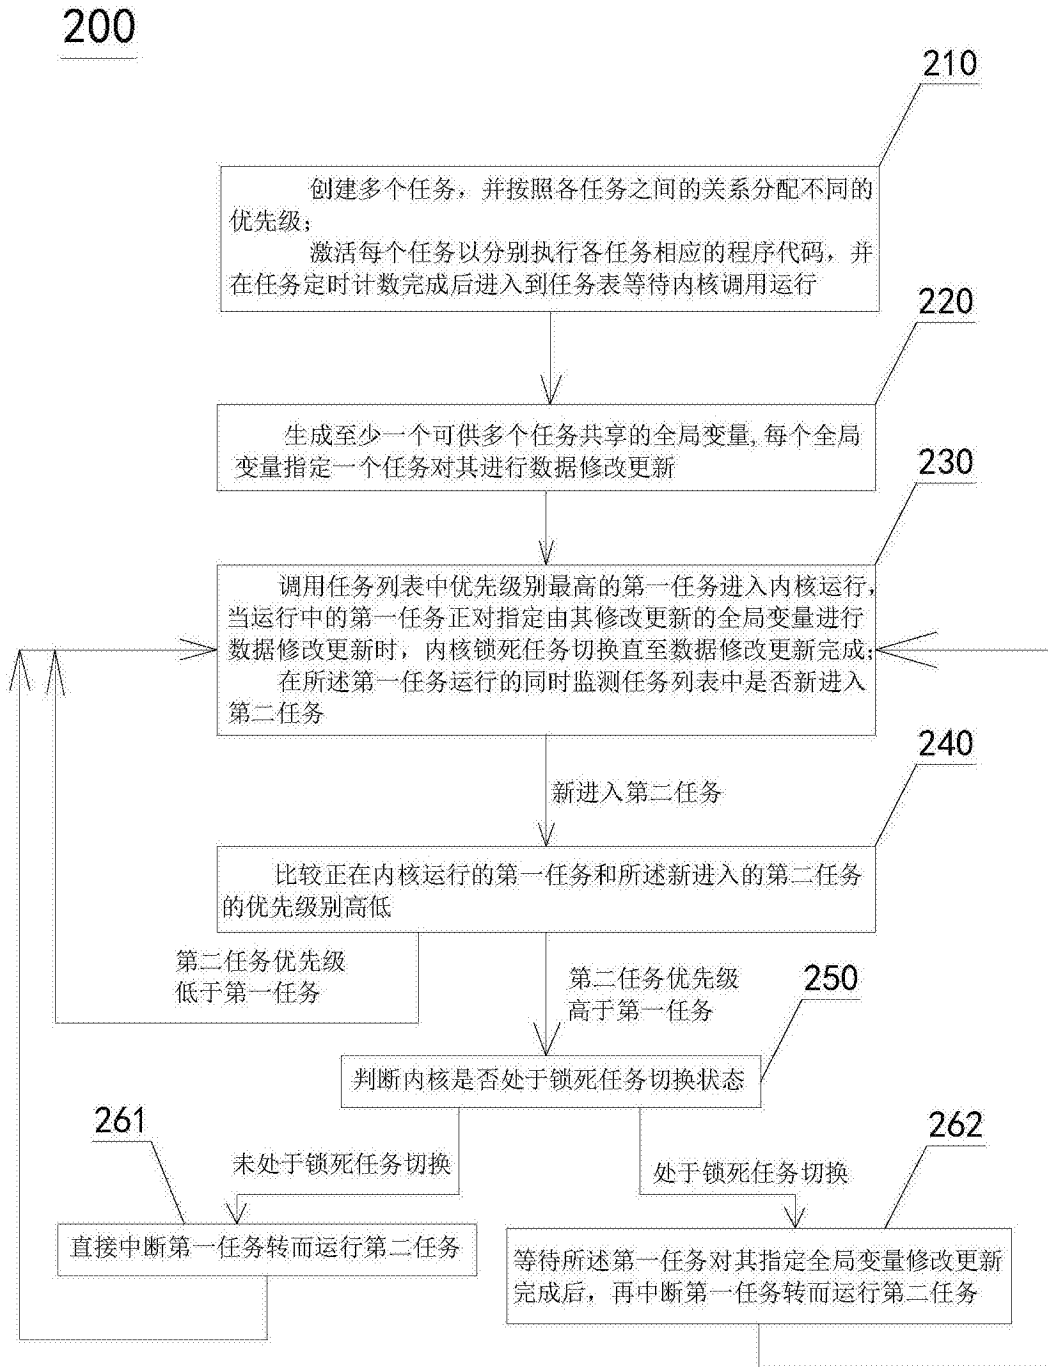 200
210
创建多个任务，并按照各任务之间的关系分配不同的
优先级；
激活每个任务以分别执行各任务相应的程序代码，并
在任务定时计数完成后进入到任务表等待内核调用运行
220
生成至少一个可供多个任务共享的全局变量,每个全局
变量指定一个任务对其进行数据修改更新
230
调用任务列表中优先级别最高的第一任务进入内核运行，
当运行中的第一任务正对指定由其修改更新的全局变量进行
数据修改更新时，内核锁死任务切换直至数据修改更新完成；
在所述第一任务运行的同时监测任务列表中是否新进入
第二任务
240
新进入第二任务
比较正在内核运行的第一任务和所述新进入的第二任务
的优先级别高低
第二任务优先级
低于第一任务
第二任务优先级
高于第一任务
250
判断内核是否处于锁死任务切换状态
261
262
未处于锁死任务切换
处于锁死任务切换
直接中断第一任务转而运行第二任务
等待所述第一任务对其指定全局变量修改更新
完成后，再中断第一任务转而运行第二任务